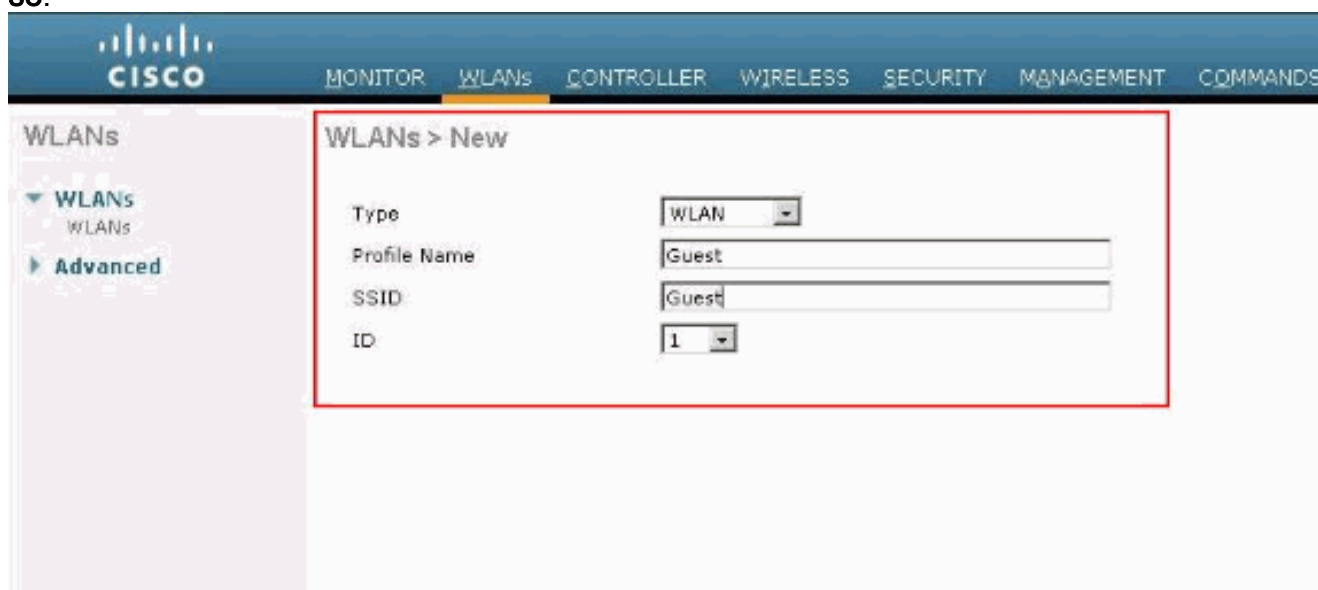 CISCO
MONITOR WLANs CONTROLLER WIRELESS SECURITY MANAGEMENT COMMANDS
WLANs
WLANs
WLANs
Advanced
WLANs > New
Type WLAN
Profile Name Guest
SSID Guest
ID 1